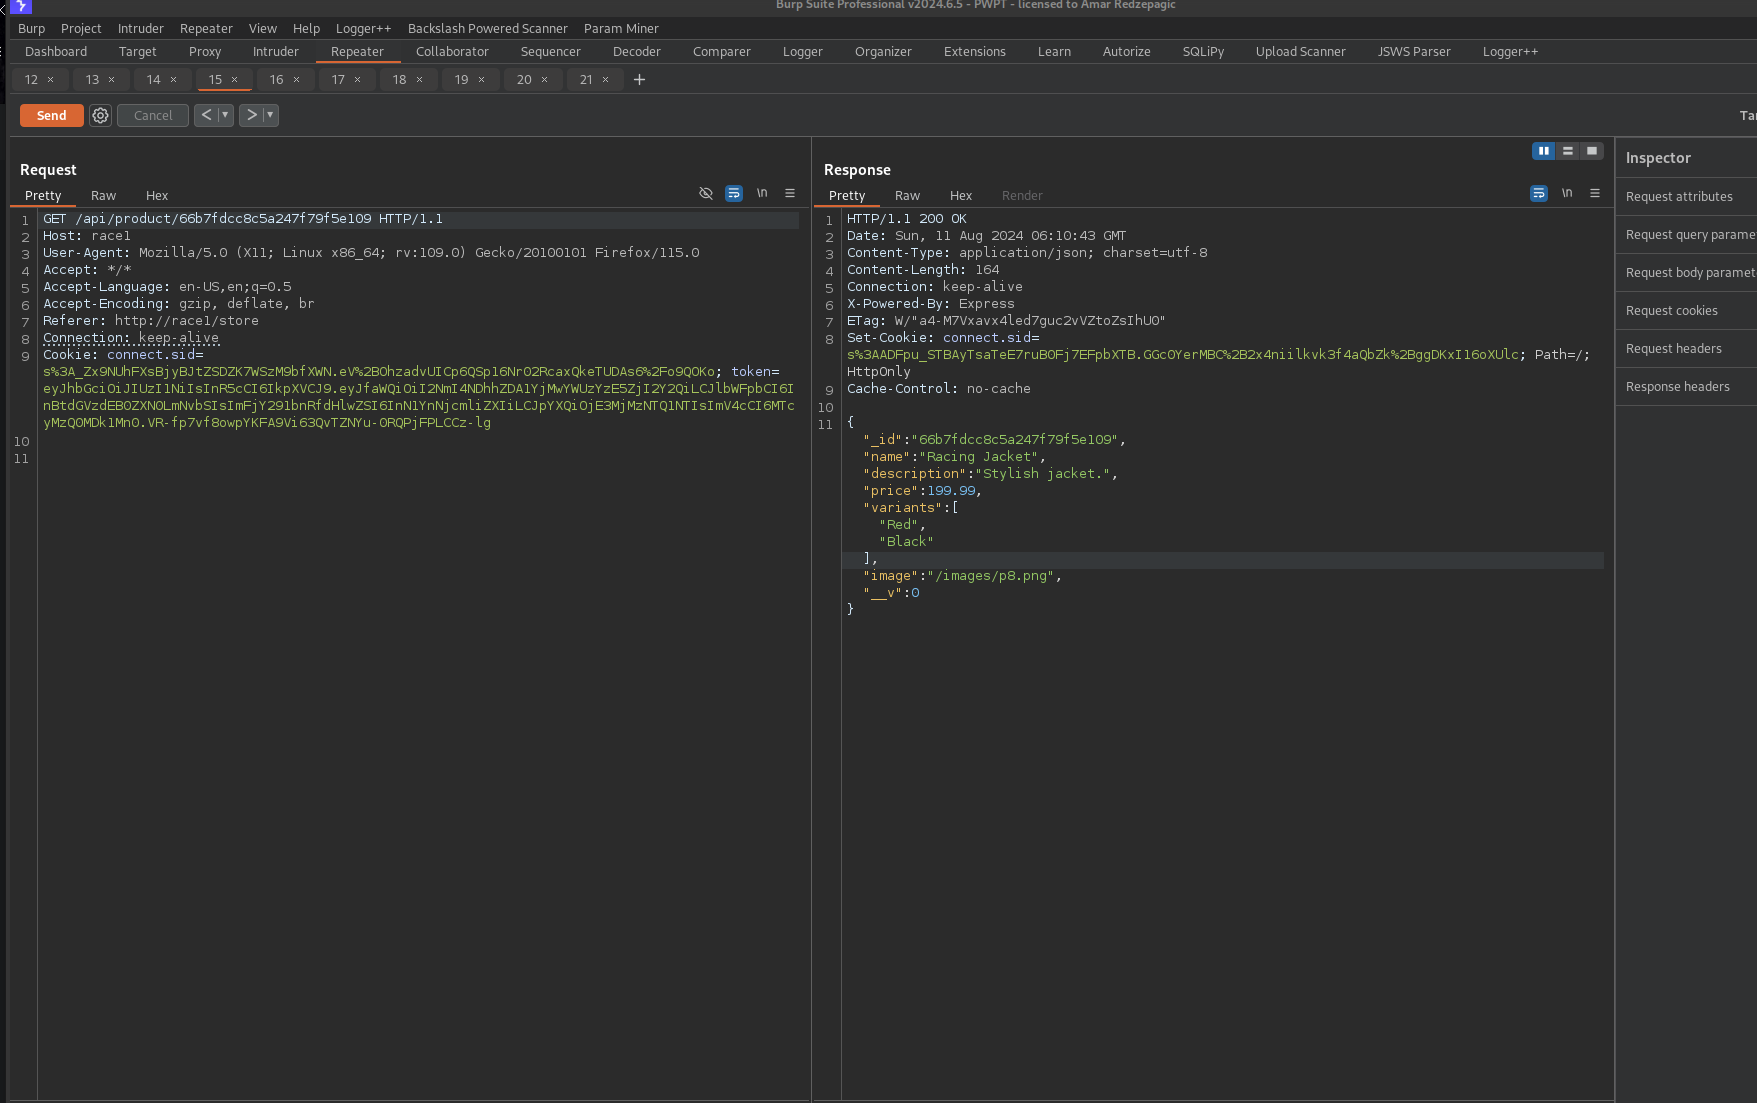 Burp Suite Professional v2024.6.5 - PWPT - licensed to Amar Redzepagic
Burp Project Intruder Repeater View Help Logger++ Backslash Powered Scanner Param Miner
Dashboard Target Proxy Intruder Repeater Collaborator Sequencer Decoder Comparer Logger Organizer Extensions Learn Autorize SQLiPy Upload Scanner JSWS Parser Logger++
12 × 13 × 14 × 15 × 16 × 17 × 18 × 19 × 20 × 21 × +
Send Cancel < ▾ > ▾
Request
Pretty Raw Hex \n
1 GET /api/product/66b7fdcc8c5a247f79f5e109 HTTP/1.1
2 Host: race1
3 User-Agent: Mozilla/5.0 (X11; Linux x86_64; rv:109.0) Gecko/20100101 Firefox/115.0
4 Accept: */*
5 Accept-Language: en-US,en;q=0.5
6 Accept-Encoding: gzip, deflate, br
7 Referer: http://race1/store
8 Connection: keep-alive
9 Cookie: connect.sid=
s%3A_Zx9NUhFXsBjyBJtZSDZK7WSzM9bfXWN.eV%2BOhzadvUICp6QSp16NrO2RcaxQkeTUDAs6%2Fo9QOKo; token=
eyJhbGciOiJIUzI1NiIsInR5cCI6IkpXVCJ9.eyJfaWQiOiI2NmI4NDhhZDA1YjMwYWUzYzE5ZjI2Y2QiLCJlbWFpbCI6I
nBtdGVzdEB0ZXN0LmNvbSIsImFjY291bnRfdHlwZSI6InN1YnNjcmliZXIiLCJpYXQiOjE3MjMzNTQ1NTIsImV4cCI6MTc
yMzQ0MDk1Mn0.VR-fp7vf8owpYKFA9Vi63QvTZNYu-ORQPjFPLCCz-lg
10
11
Response
Pretty Raw Hex Render \n
1 HTTP/1.1 200 OK
2 Date: Sun, 11 Aug 2024 06:10:43 GMT
3 Content-Type: application/json; charset=utf-8
4 Content-Length: 164
5 Connection: keep-alive
6 X-Powered-By: Express
7 ETag: W/"a4-M7Vxavx4led7guc2vVZtoZsIhU0"
8 Set-Cookie: connect.sid=
s%3AADFpu_STBAyTsaTeE7ruBOFj7EFpbXTB.GGcOYerMBC%2B2x4niilkvk3f4aQbZk%2BggDKxI16oXUlc; Path=/;
HttpOnly
9 Cache-Control: no-cache
10
11 {
"_id":"66b7fdcc8c5a247f79f5e109",
"name":"Racing Jacket",
"description":"Stylish jacket.",
"price":199.99,
"variants":[
"Red",
"Black"
],
"image":"/images/p8.png",
"__v":0
}
Ta
Inspector
Request attributes
Request query parame
Request body paramet
Request cookies
Request headers
Response headers